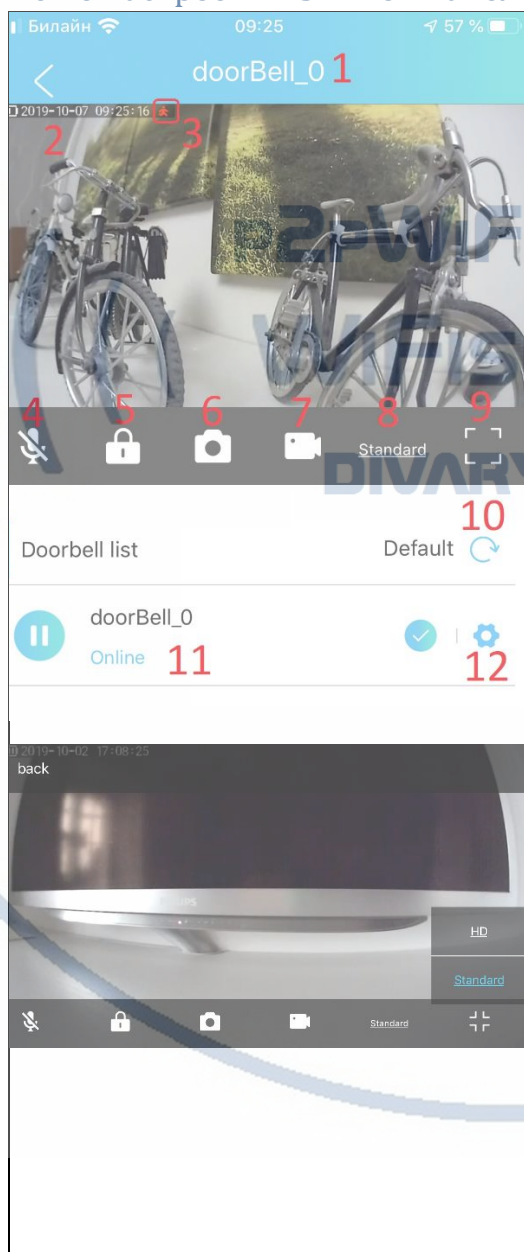 Билайн 09:25 57 %
doorBell_0 1
2019-10-07 09:25:16
2 3
p2pWiFi
WiFis
4 5 6 7 8 9
Standard
DIVARY
10
Doorbell list Default
doorBell_0
Online 11 12
2019-10-02 17:08:25
back
HD
Standard
Standard